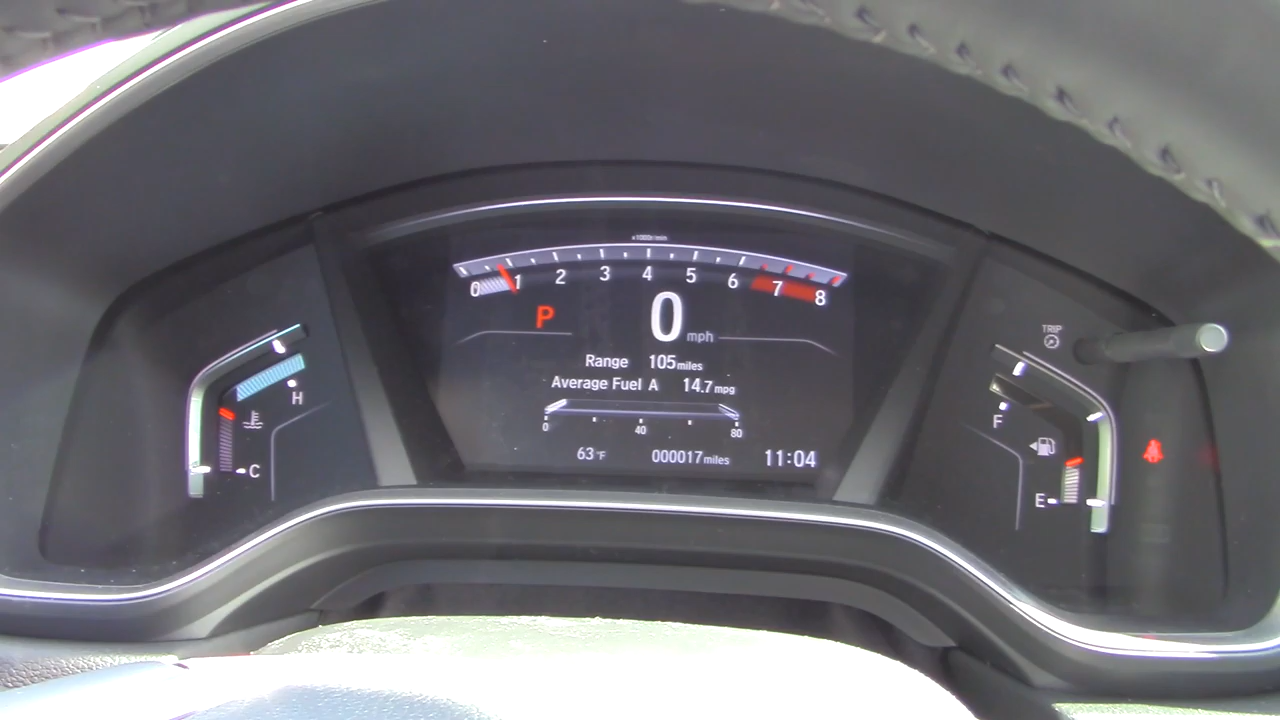 x1000r/min
0 1 2 3 4 5 6 7 8
P 0 mph
TRIP
Range 105 miles
Average Fuel A 14.7 mpg
0 40 80
63 °F 000017 miles 11:04
H
C
F
E